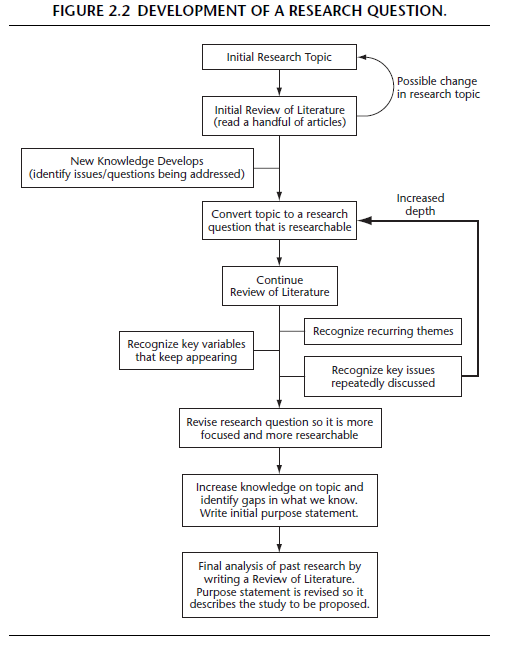 FIGURE 2.2 DEVELOPMENT OF A RESEARCH QUESTION.
Initial Research Topic
Possible change
in research topic
Initial Review of Literature
(read a handful of articles)
New Knowledge Develops
(identify issues/questions being addressed)
Increased
depth
Convert topic to a research
question that is researchable
Continue
Review of Literature
Recognize recurring themes
Recognize key variables
that keep appearing
Recognize key issues
repeatedly discussed
Revise research question so it is more
focused and more researchable
Increase knowledge on topic and
identify gaps in what we know.
Write initial purpose statement.
Final analysis of past research by
writing a Review of Literature.
Purpose statement is revised so it
describes the study to be proposed.